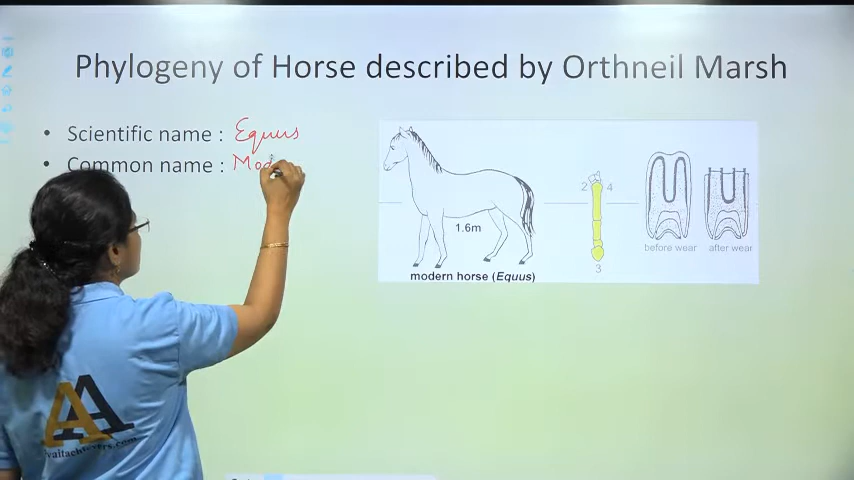 Phylogeny of Horse described by Orthneil Marsh
• Scientific name : Equus
• Common name : Mod
1.6m
modern horse (Equus)
2
4
3
before wear
after wear
AA